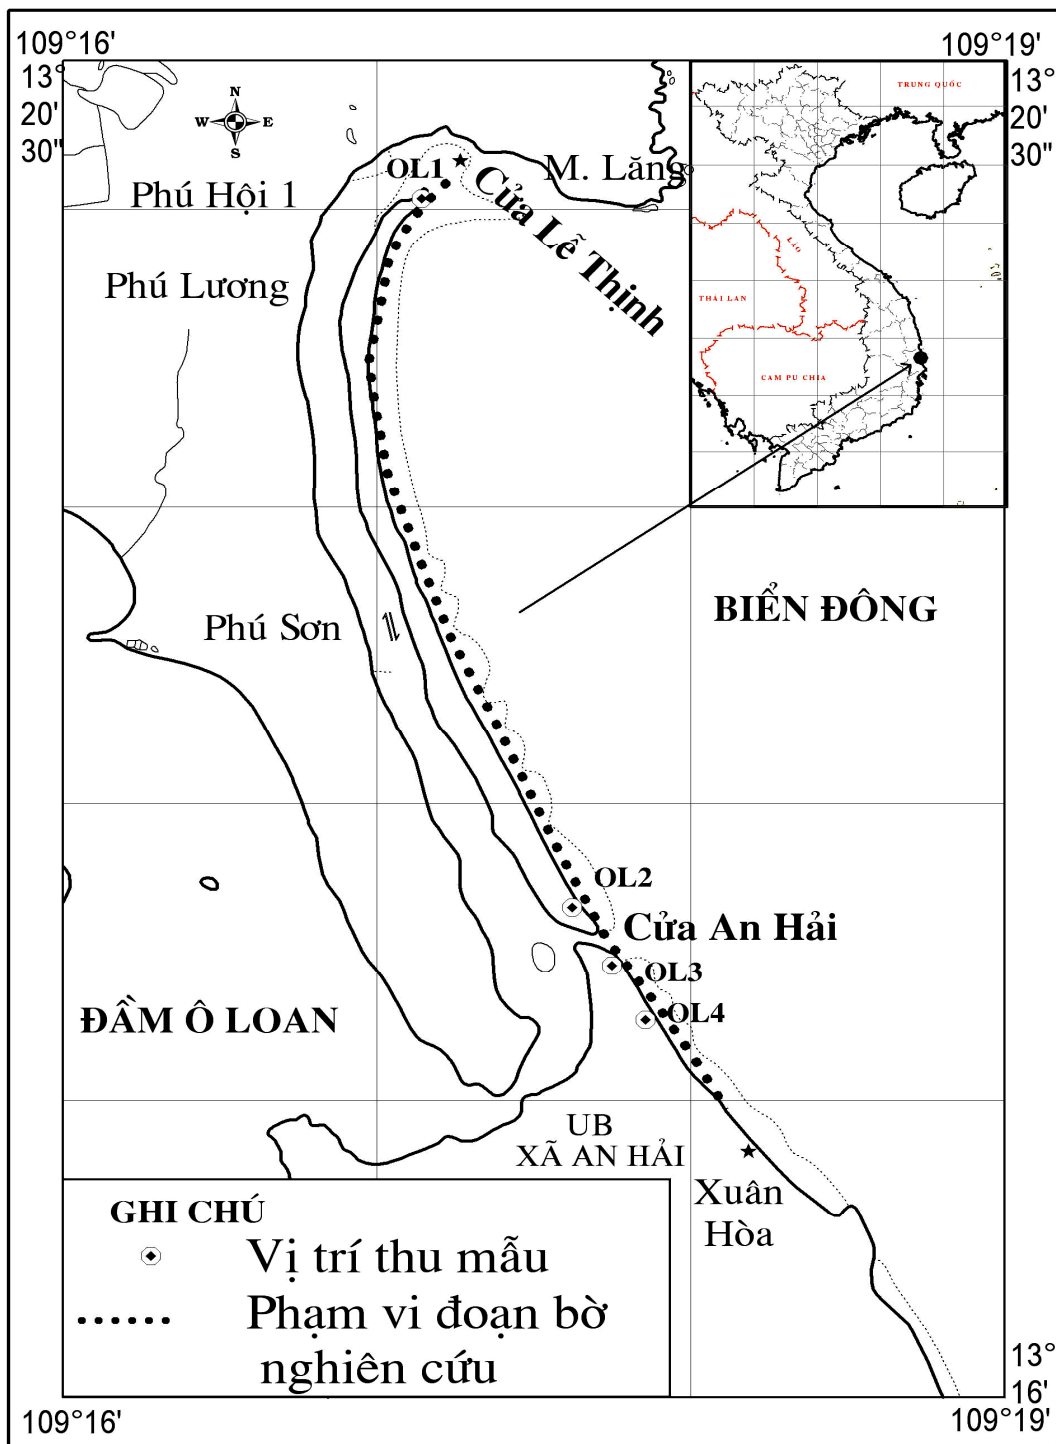 109°16'
109°19'
13°
20'
30"
13°
20'
30"
N
W
E
S
TRUNG QUỐC
LÀO
THÁI LAN
CAM PU CHIA
OL1
M. Lăng
Cửa Lễ Thịnh
Phú Hội 1
Phú Lương
Phú Sơn
BIỂN ĐÔNG
OL2
Cửa An Hải
OL3
OL4
ĐẦM Ô LOAN
UB
XÃ AN HẢI
Xuân
Hòa
GHI CHÚ
Vị trí thu mẫu
Phạm vi đoạn bờ
nghiên cứu
13°
16'
109°16'
109°19'